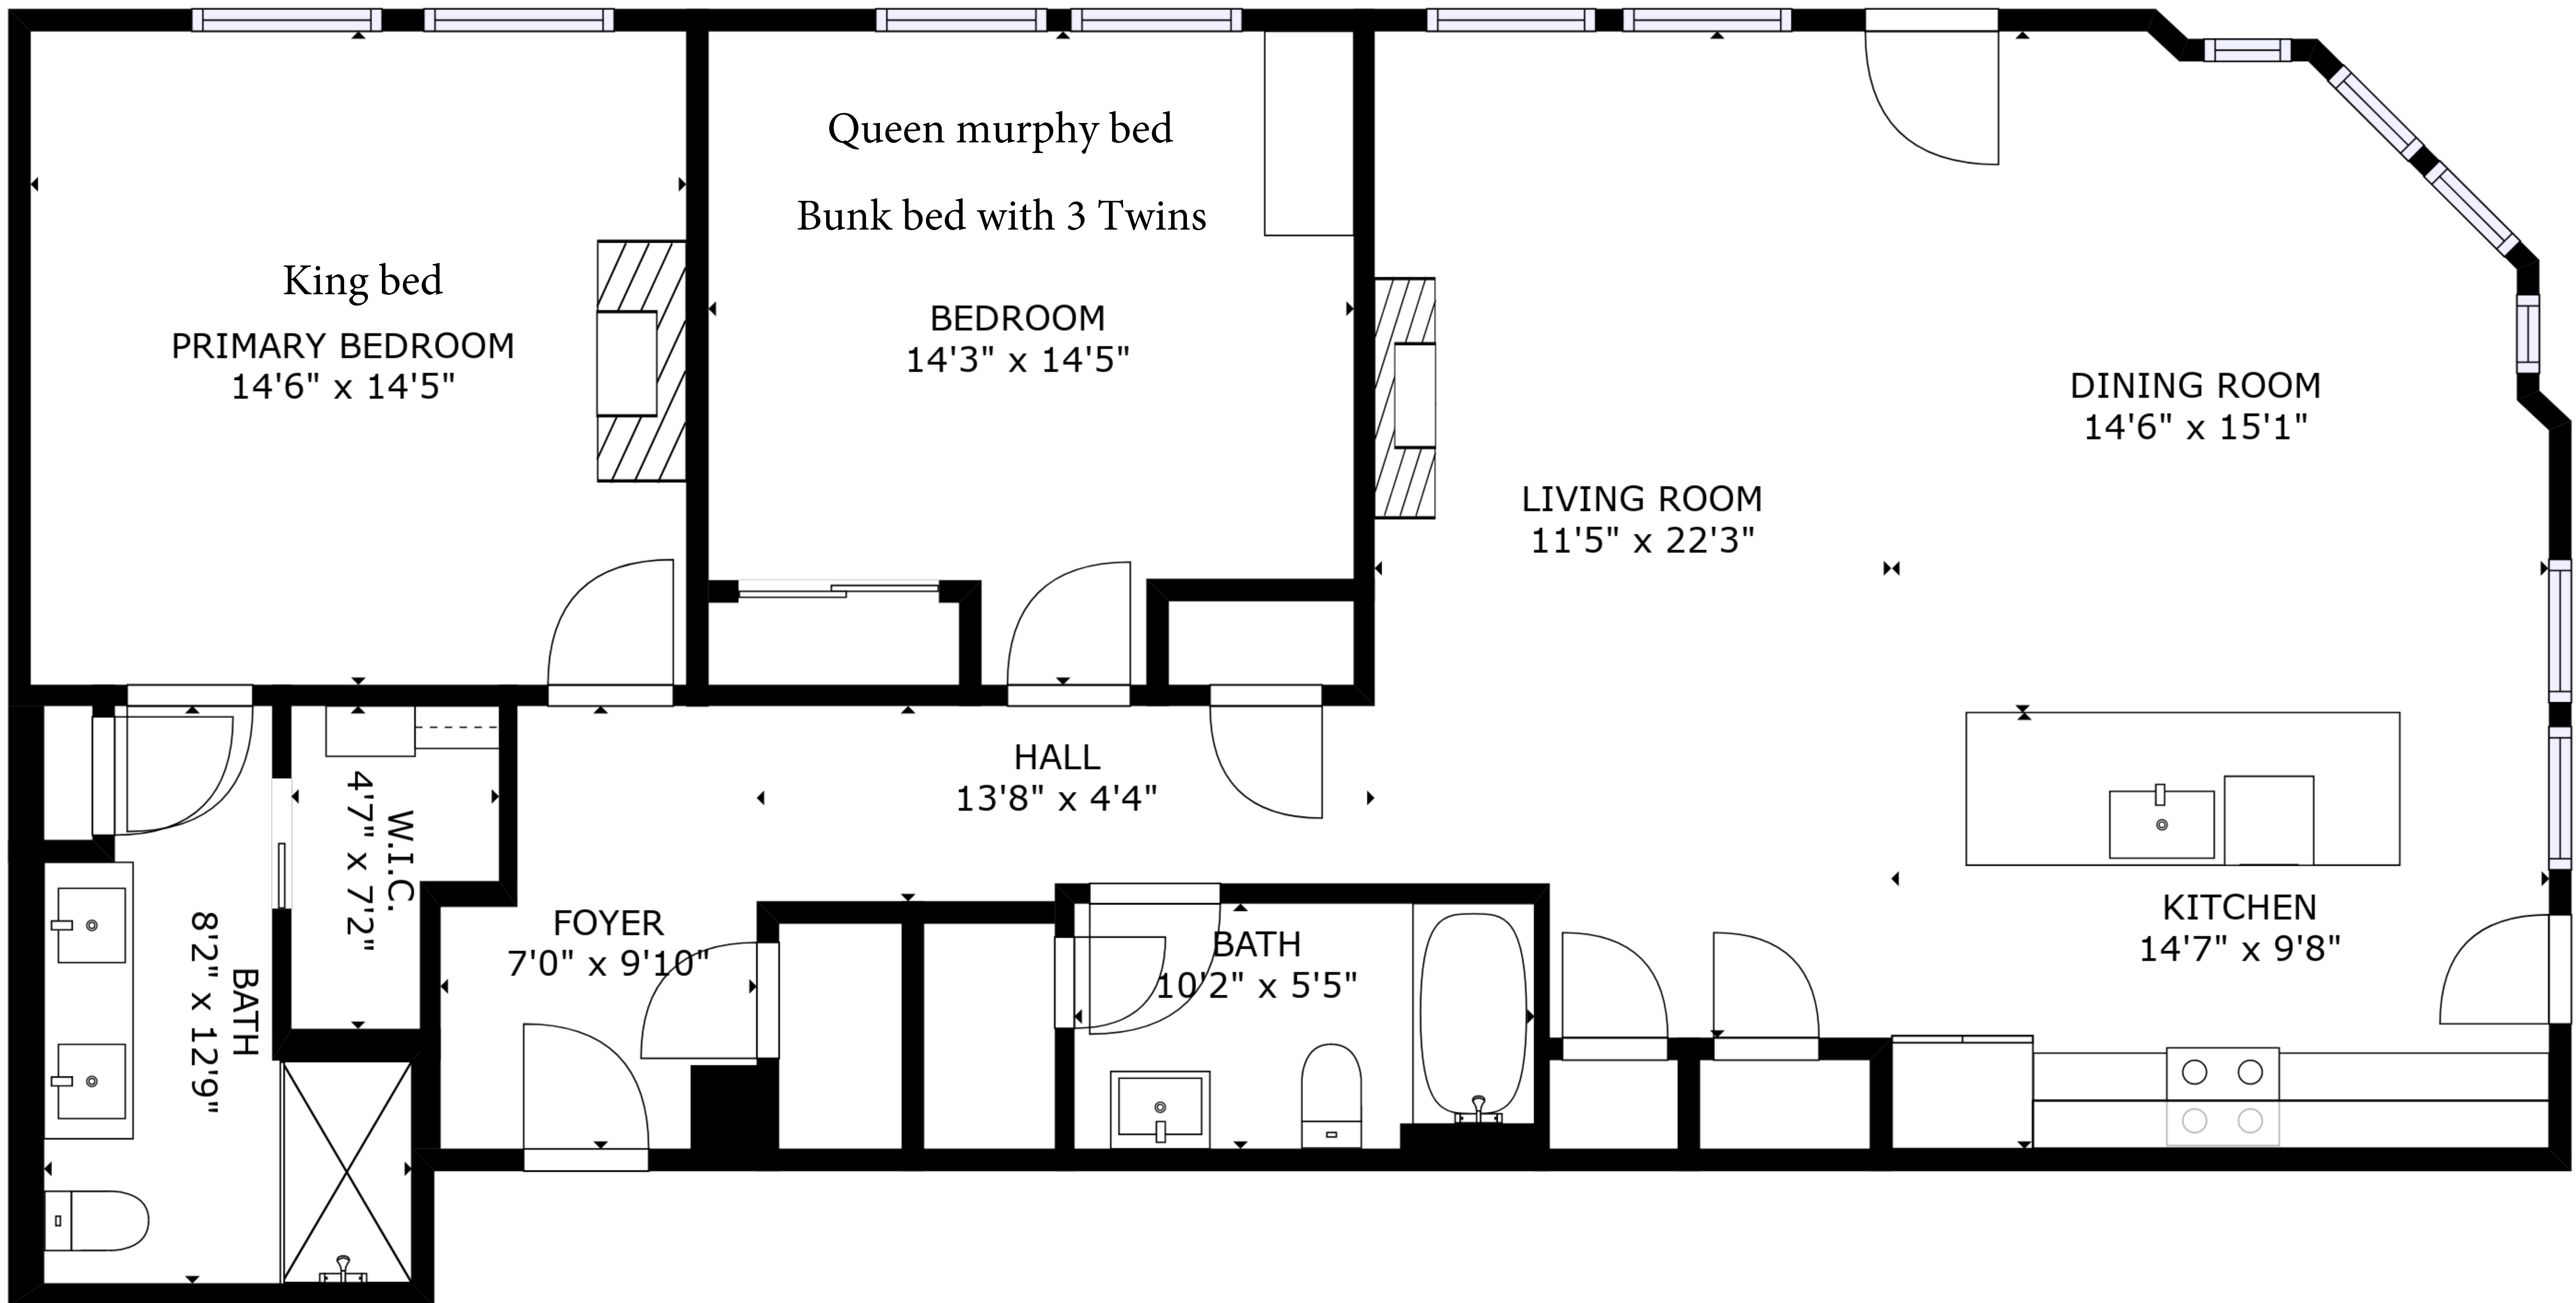 Queen murphy bed
Bunk bed with 3 Twins
King bed
PRIMARY BEDROOM
14'6" x 14'5"
BEDROOM
14'3" x 14'5"
DINING ROOM
14'6" x 15'1"
LIVING ROOM
11'5" x 22'3"
HALL
13'8" x 4'4"
W.I.C.
4'7" x 7'2"
FOYER
7'0" x 9'10"
BATH
10'2" x 5'5"
KITCHEN
14'7" x 9'8"
BATH
8'2" x 12'9"